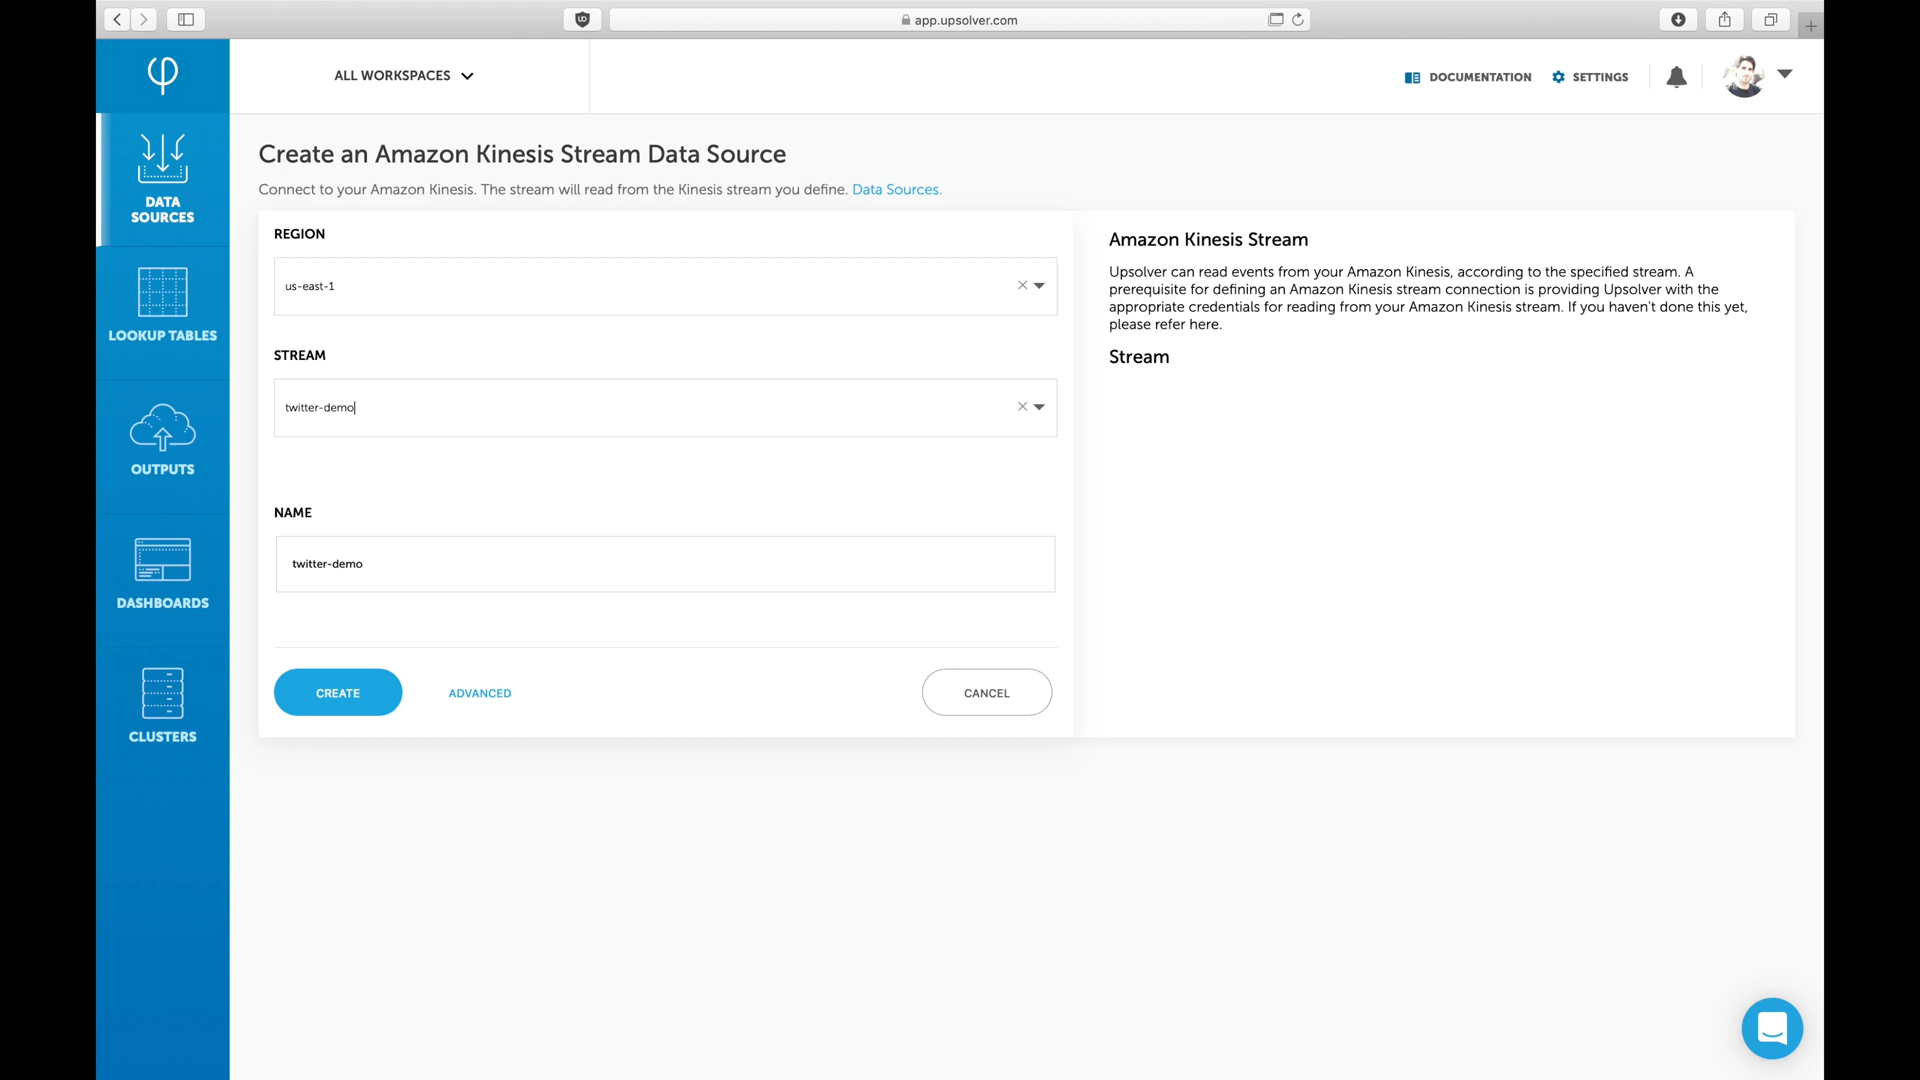 app.upsolver.com
ALL WORKSPACES
DOCUMENTATION
SETTINGS
DATA
SOURCES
LOOKUP TABLES
OUTPUTS
DASHBOARDS
CLUSTERS
Create an Amazon Kinesis Stream Data Source
Connect to your Amazon Kinesis. The stream will read from the Kinesis stream you define. Data Sources.
REGION
us-east-1
STREAM
twitter-demo
NAME
twitter-demo
CREATE
ADVANCED
CANCEL
Amazon Kinesis Stream
Upsolver can read events from your Amazon Kinesis, according to the specified stream. A
prerequisite for defining an Amazon Kinesis stream connection is providing Upsolver with the
appropriate credentials for reading from your Amazon Kinesis stream. If you haven't done this yet,
please refer here.
Stream